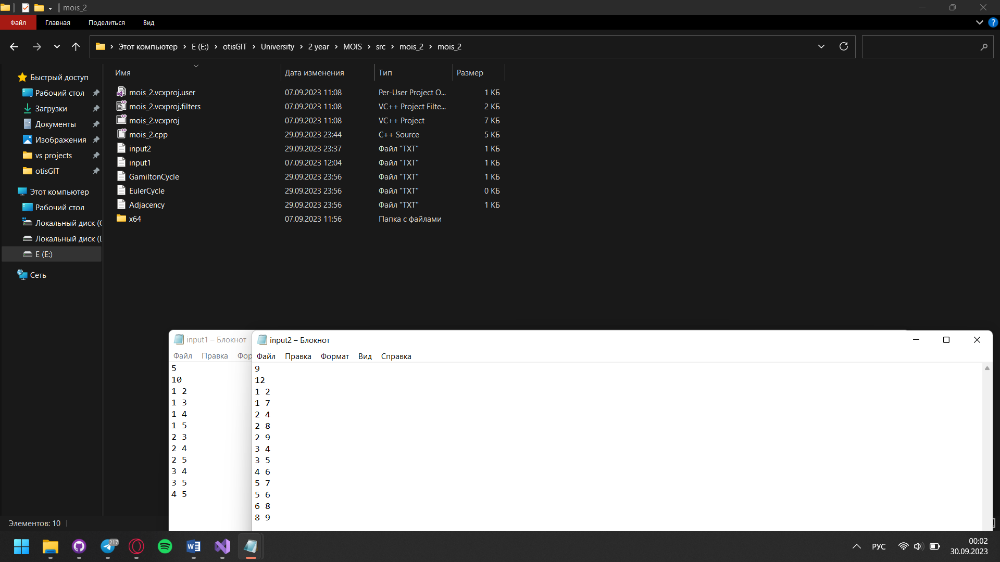 mois_2
Файл Главная Поделиться Вид ?
Этот компьютер E (E:) otisGIT University 2 year MOIS src mois_2 mois_2
Имя Дата изменения Тип Размер
Быстрый доступ
Рабочий стол
Загрузки
Документы
Изображения
vs projects
otisGIT
Этот компьютер
Рабочий стол
Локальный диск (C
Локальный диск (D
E (E:)
Сеть
mois_2.vcxproj.user 07.09.2023 11:08 Per-User Project O... 1 КБ
mois_2.vcxproj.filters 07.09.2023 11:08 VC++ Project Filte... 2 КБ
mois_2.vcxproj 07.09.2023 11:08 VC++ Project 7 КБ
mois_2.cpp 29.09.2023 23:44 C++ Source 5 КБ
input2 29.09.2023 23:37 Файл "TXT" 1 КБ
input1 07.09.2023 12:04 Файл "TXT" 1 КБ
GamiltonCycle 29.09.2023 23:56 Файл "TXT" 1 КБ
EulerCycle 29.09.2023 23:56 Файл "TXT" 0 КБ
Adjacency 29.09.2023 23:56 Файл "TXT" 1 КБ
x64 07.09.2023 11:56 Папка с файлами
Элементов: 10
input1 – Блокнот
Файл Правка Фор
5
10
1 2
1 3
1 4
1 5
2 3
2 4
2 5
3 4
3 5
4 5
input2 – Блокнот
Файл Правка Формат Вид Справка
9
12
1 2
1 7
2 4
2 8
2 9
3 4
3 5
4 6
5 7
5 6
6 8
8 9
217
РУС
00:02
30.09.2023